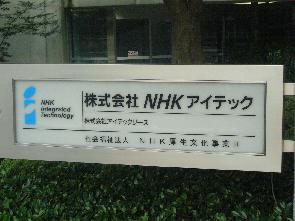 NHK
Integrated
Technology
株式会社 NHKアイテック
株式会社アイテックリース
社会福祉法人 NHK厚生文化事業